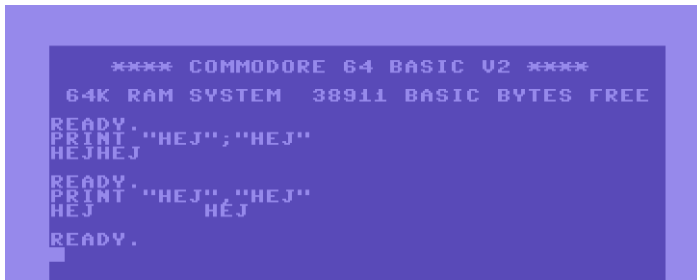 **** COMMODORE 64 BASIC V2 ****
64K RAM SYSTEM  38911 BASIC BYTES FREE
READY.
PRINT "HEJ";"HEJ"
HEJHEJ
READY.
PRINT "HEJ","HEJ"
HEJ       HEJ
READY.